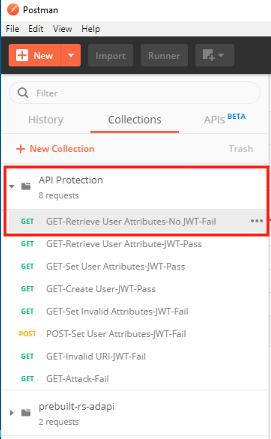 Postman
File Edit View Help
New Import Runner
Filter
History Collections APIs BETA
New Collection Trash
API Protection
8 requests
GET GET-Retrieve User Attributes-No JWT-Fail
GET GET-Retrieve User Attribute-JWT-Pass
GET GET-Set User Attributes-JWT-Pass
GET GET-Create User-JWT-Pass
GET GET-Set Invalid Attributes-JWT-Fail
POST POST-Set User Attributes-JWT-Fail
GET GET-Invalid URI-JWT-Fail
GET GET-Attack-Fail
prebuilt-rs-adapi
2 requests